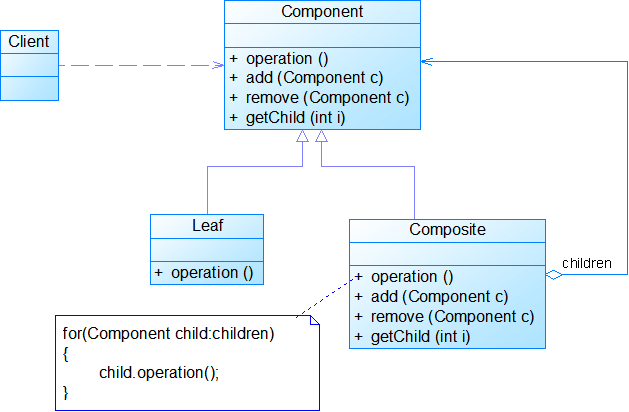 Component
Client
+ operation ()
+ add (Component c)
+ remove (Component c)
+ getChild (int i)
Leaf
+ operation ()
Composite
+ operation ()
+ add (Component c)
+ remove (Component c)
+ getChild (int i)
children
for(Component child:children)
{
child.operation();
}